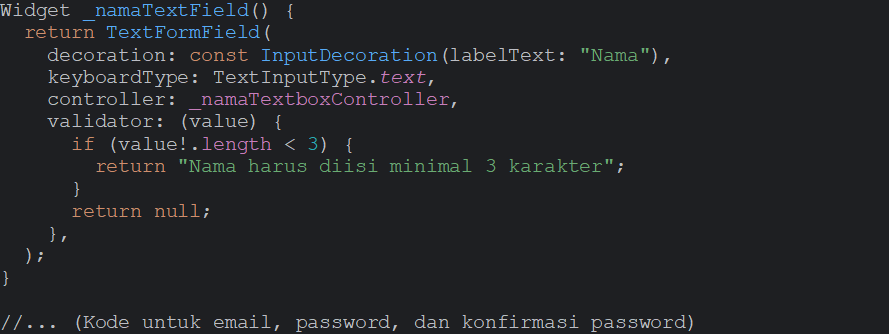 Widget _namaTextField() {
  return TextFormField(
    decoration: const InputDecoration(labelText: "Nama"),
    keyboardType: TextInputType.text,
    controller: _namaTextboxController,
    validator: (value) {
      if (value!.length < 3) {
        return "Nama harus diisi minimal 3 karakter";
      }
      return null;
    },
  );
}

//... (Kode untuk email, password, dan konfirmasi password)